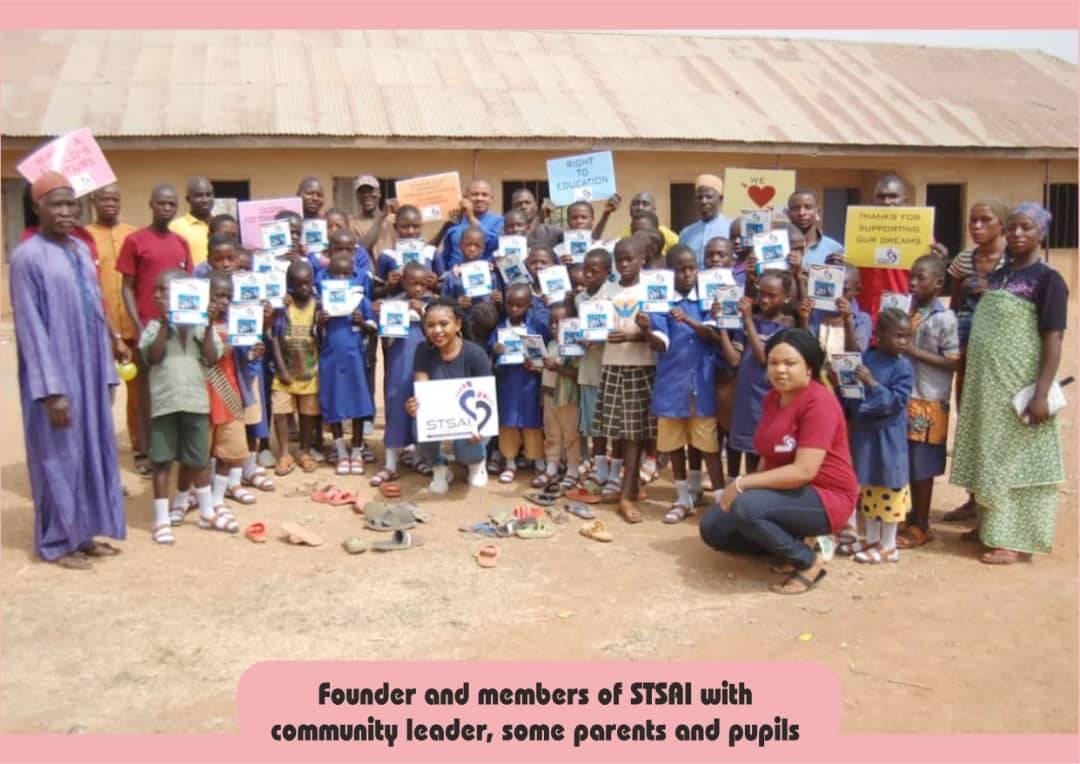 RIGHT
TO
EDUCATION
WE
THANKS FOR
SUPPORTING
OUR DREAMS
STSAI
Founder and members of STSAI with
community leader, some parents and pupils